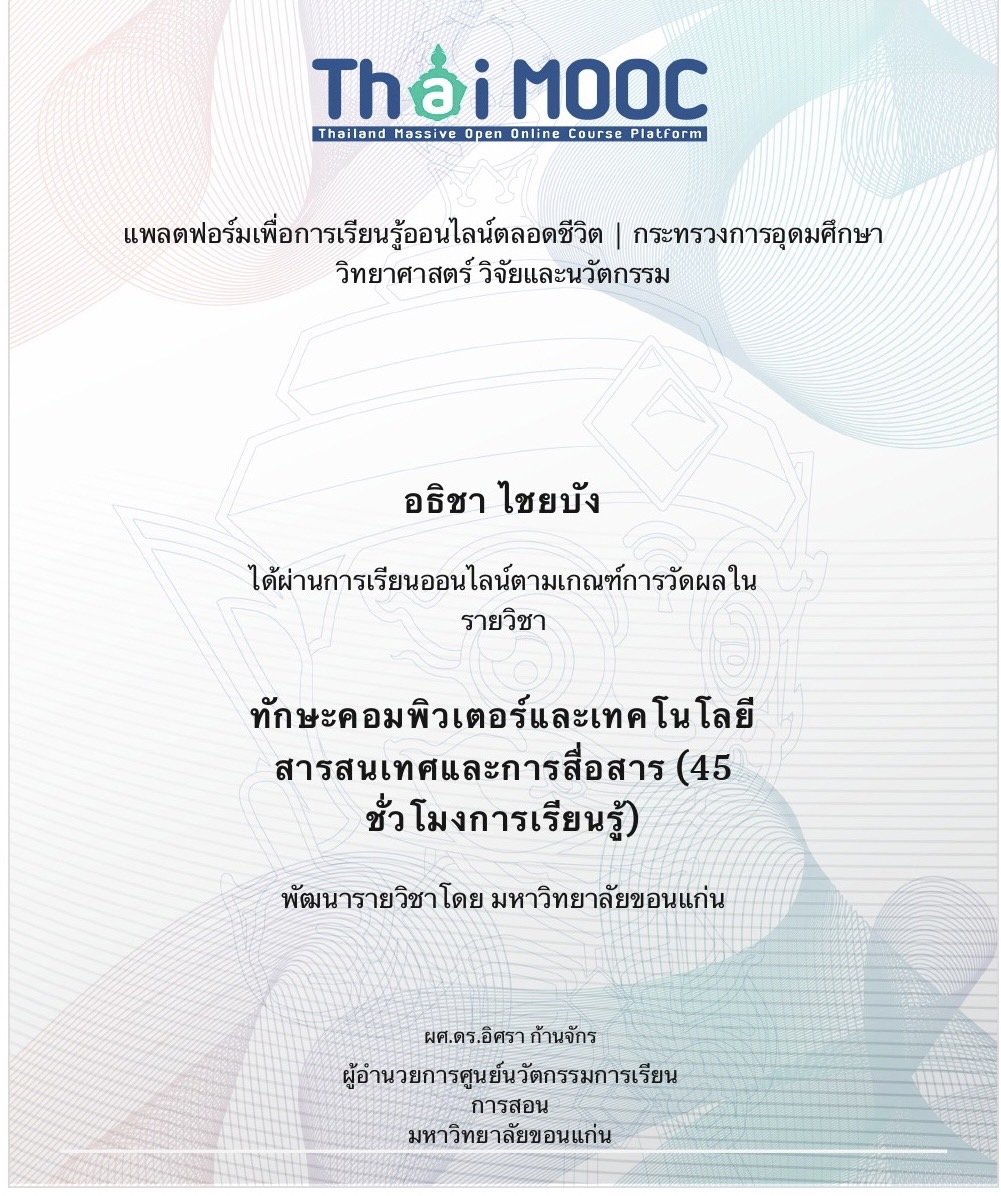 Thai MOOC
Thailand Massive Open Online Course Platform
แพลตฟอร์มเพื่อการเรียนรู้ออนไลน์ตลอดชีวิต | กระทรวงการอุดมศึกษา
วิทยาศาสตร์ วิจัยและนวัตกรรม
อธิชา ไชยบัง
ได้ผ่านการเรียนออนไลน์ตามเกณฑ์การวัดผลใน
รายวิชา
ทักษะคอมพิวเตอร์และเทคโนโลยี
สารสนเทศและการสื่อสาร (45
ชั่วโมงการเรียนรู้)
พัฒนารายวิชาโดย มหาวิทยาลัยขอนแก่น
ผศ.ดร.อิศรา ก้านจักร
ผู้อำนวยการศูนย์นวัตกรรมการเรียน
การสอน
มหาวิทยาลัยขอนแก่น